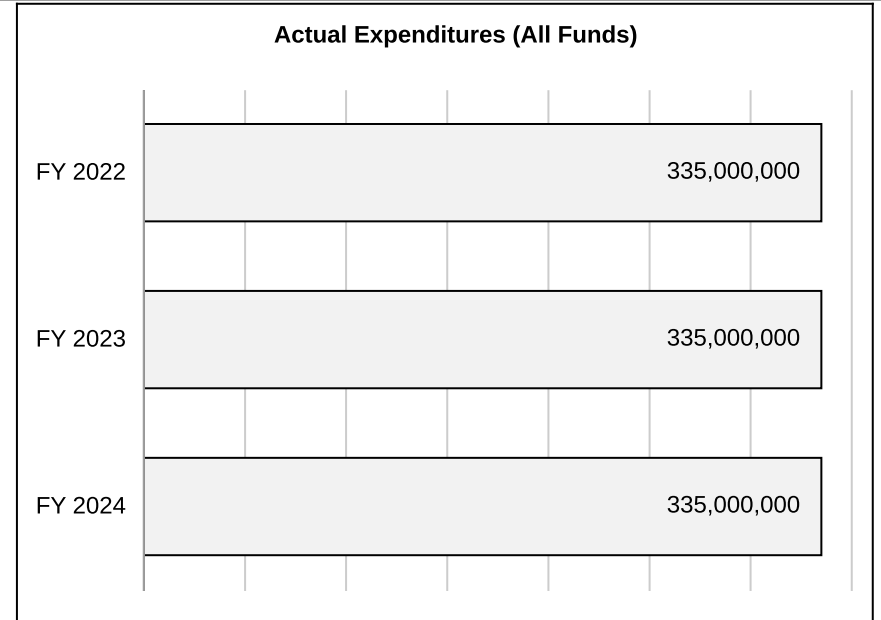 Actual Expenditures (All Funds)
FY 2022 335,000,000
FY 2023 335,000,000
FY 2024 335,000,000